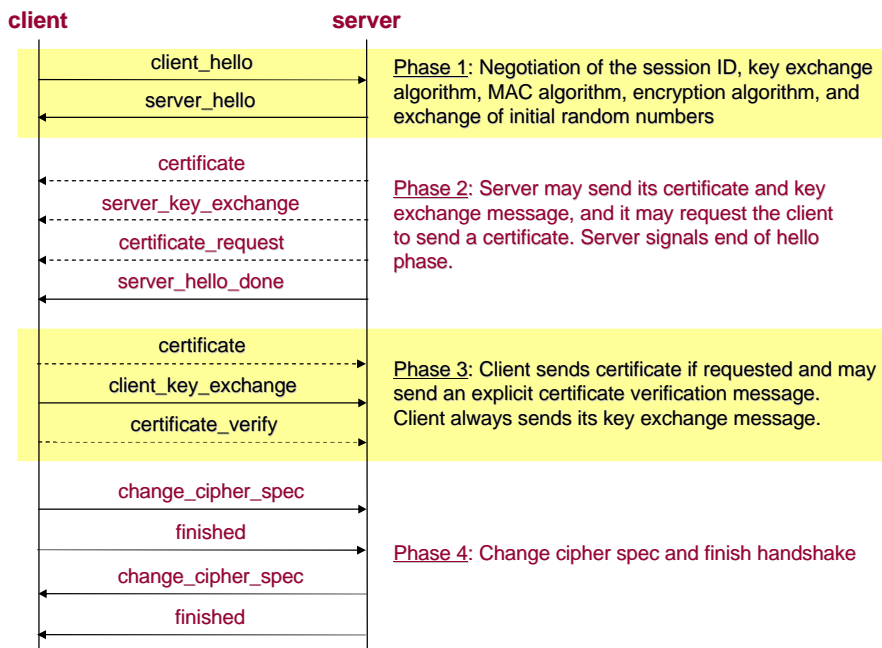 client
server
client_hello
server_hello
Phase 1: Negotiation of the session ID, key exchange
algorithm, MAC algorithm, encryption algorithm, and
exchange of initial random numbers
certificate
server_key_exchange
certificate_request
server_hello_done
Phase 2: Server may send its certificate and key
exchange message, and it may request the client
to send a certificate. Server signals end of hello
phase.
certificate
client_key_exchange
certificate_verify
Phase 3: Client sends certificate if requested and may
send an explicit certificate verification message.
Client always sends its key exchange message.
change_cipher_spec
finished
change_cipher_spec
finished
Phase 4: Change cipher spec and finish handshake